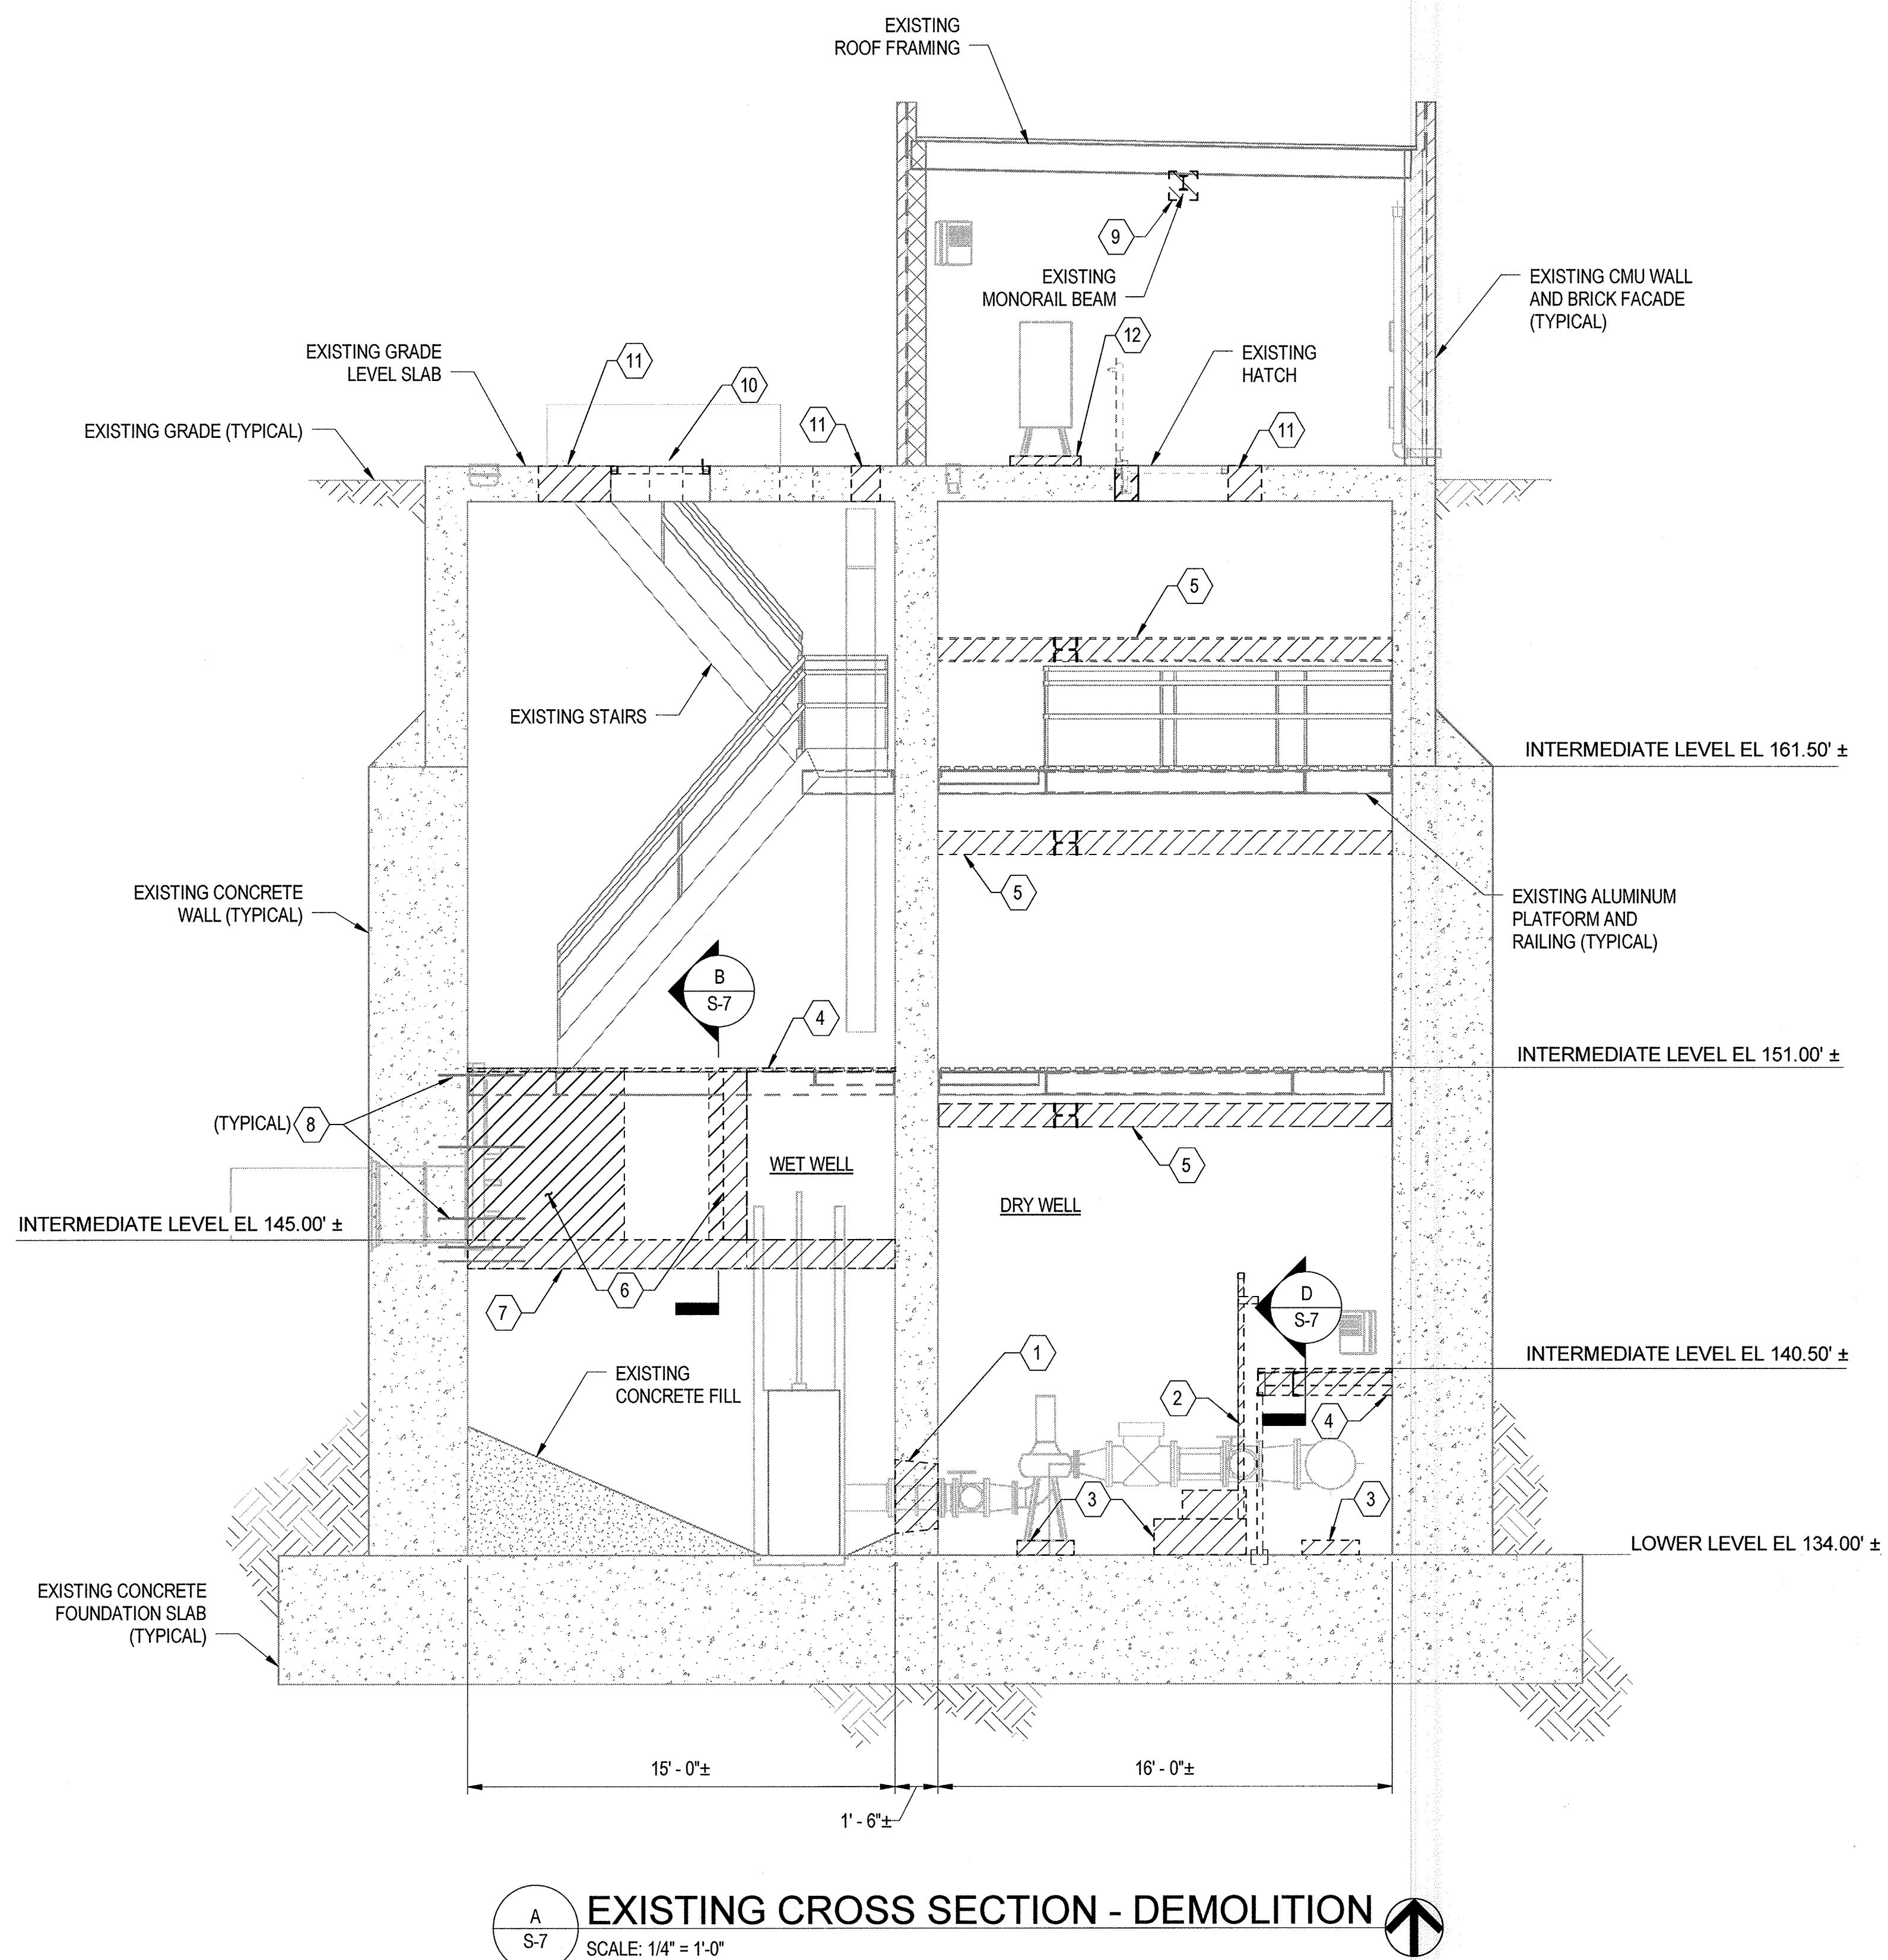 EXISTING
ROOF FRAMING
9
EXISTING
MONORAIL BEAM
EXISTING CMU WALL
AND BRICK FACADE
(TYPICAL)
12
EXISTING
HATCH
EXISTING GRADE
LEVEL SLAB
11
10
11
11
EXISTING GRADE (TYPICAL)
5
EXISTING STAIRS
INTERMEDIATE LEVEL EL 161.50' ±
5
EXISTING CONCRETE
WALL (TYPICAL)
EXISTING ALUMINUM
PLATFORM AND
RAILING (TYPICAL)
B
S-7
4
INTERMEDIATE LEVEL EL 151.00' ±
(TYPICAL) 8
WET WELL
5
DRY WELL
INTERMEDIATE LEVEL EL 145.00' ±
6
7
D
S-7
1
INTERMEDIATE LEVEL EL 140.50' ±
EXISTING
CONCRETE FILL
2
4
3
3
LOWER LEVEL EL 134.00' ±
EXISTING CONCRETE
FOUNDATION SLAB
(TYPICAL)
15' - 0"±
16' - 0"±
1' - 6"±
A
S-7
EXISTING CROSS SECTION - DEMOLITION
SCALE: 1/4" = 1'-0"